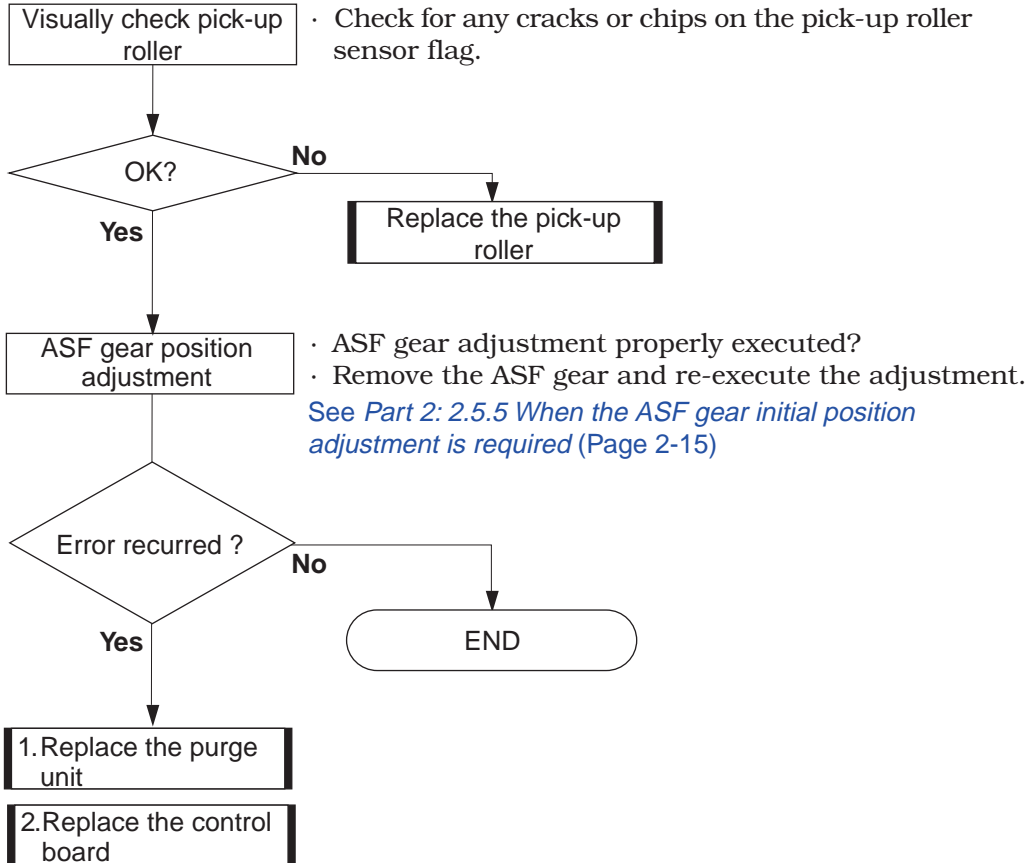 Visually check pick-up
roller
· Check for any cracks or chips on the pick-up roller
sensor flag.
OK?
No
Yes
Replace the pick-up
roller
ASF gear position
adjustment
· ASF gear adjustment properly executed?
· Remove the ASF gear and re-execute the adjustment.
See Part 2: 2.5.5 When the ASF gear initial position
adjustment is required (Page 2-15)
Error recurred ?
No
Yes
END
1.Replace the purge
unit
2.Replace the control
board